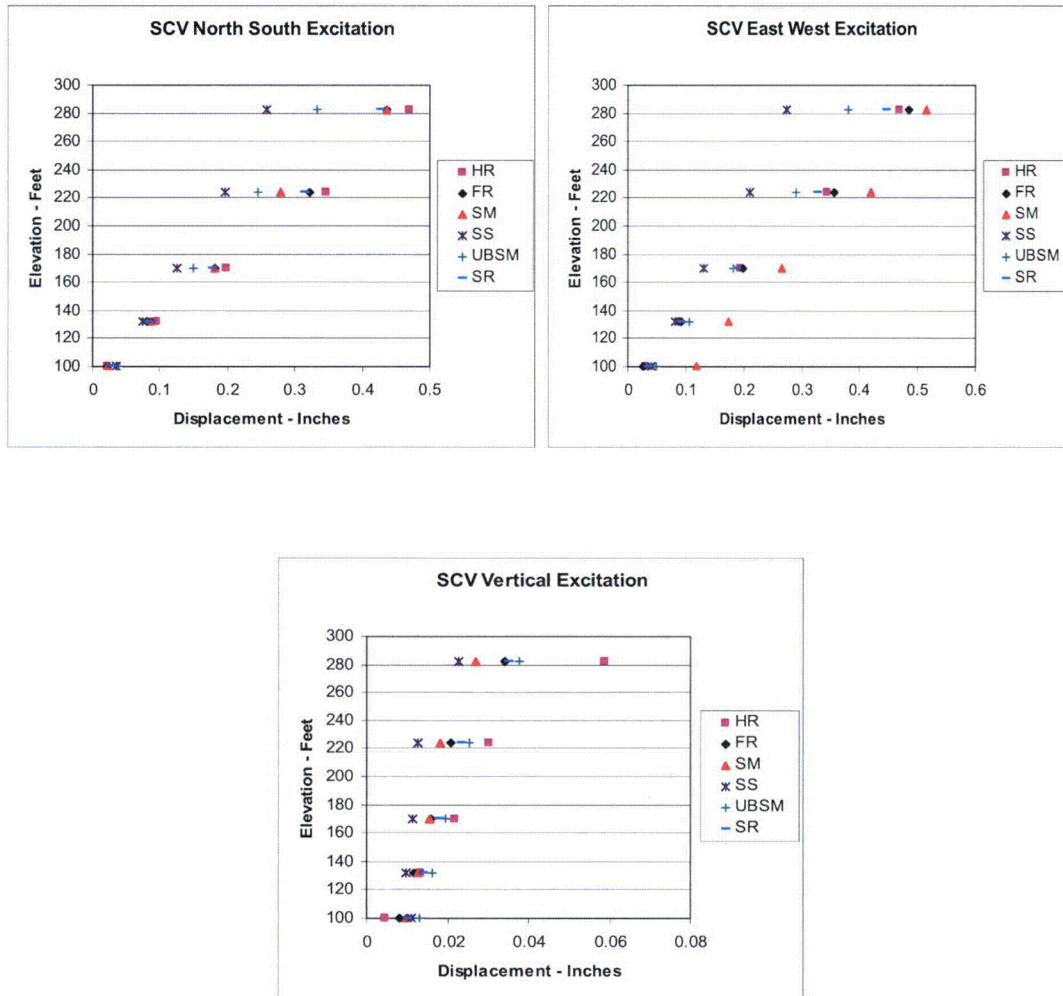 SCV North South Excitation
Elevation - Feet
300
280
260
240
220
200
180
160
140
120
100
0
0.1
0.2
0.3
0.4
0.5
Displacement - Inches
HR
FR
SM
SS
UBSM
SR
SCV East West Excitation
Elevation - Feet
300
280
260
240
220
200
180
160
140
120
100
0
0.1
0.2
0.3
0.4
0.5
0.6
Displacement - Inches
HR
FR
SM
SS
UBSM
SR
SCV Vertical Excitation
Elevation - Feet
300
280
260
240
220
200
180
160
140
120
100
0
0.02
0.04
0.06
0.08
Displacement - Inches
HR
FR
SM
SS
UBSM
SR